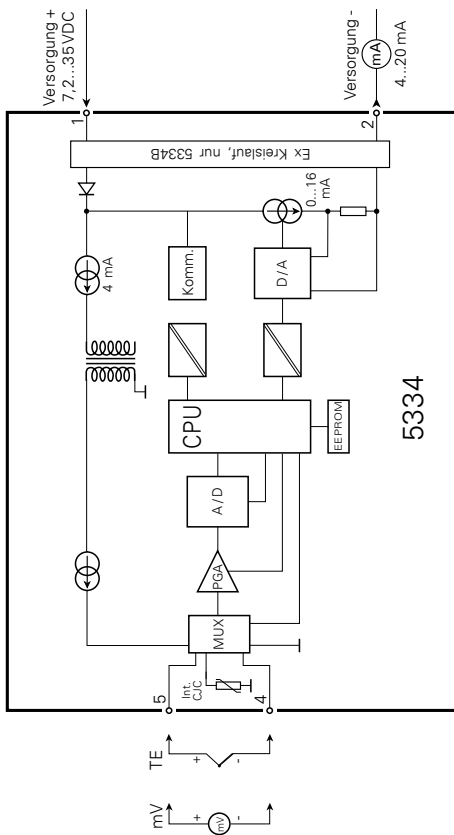 Versorgung +
7,2...35 VDC
Versorgung -
mA
4...20 mA
1
2
Ex Kreislauf, nur 5334B
4 mA
0...16
mA
Komm.
D/A
CPU
EEPROM
A/D
PGA
MUX
Int.
CJC
5
4
TE
+
-
mV
+
mV
-
5334